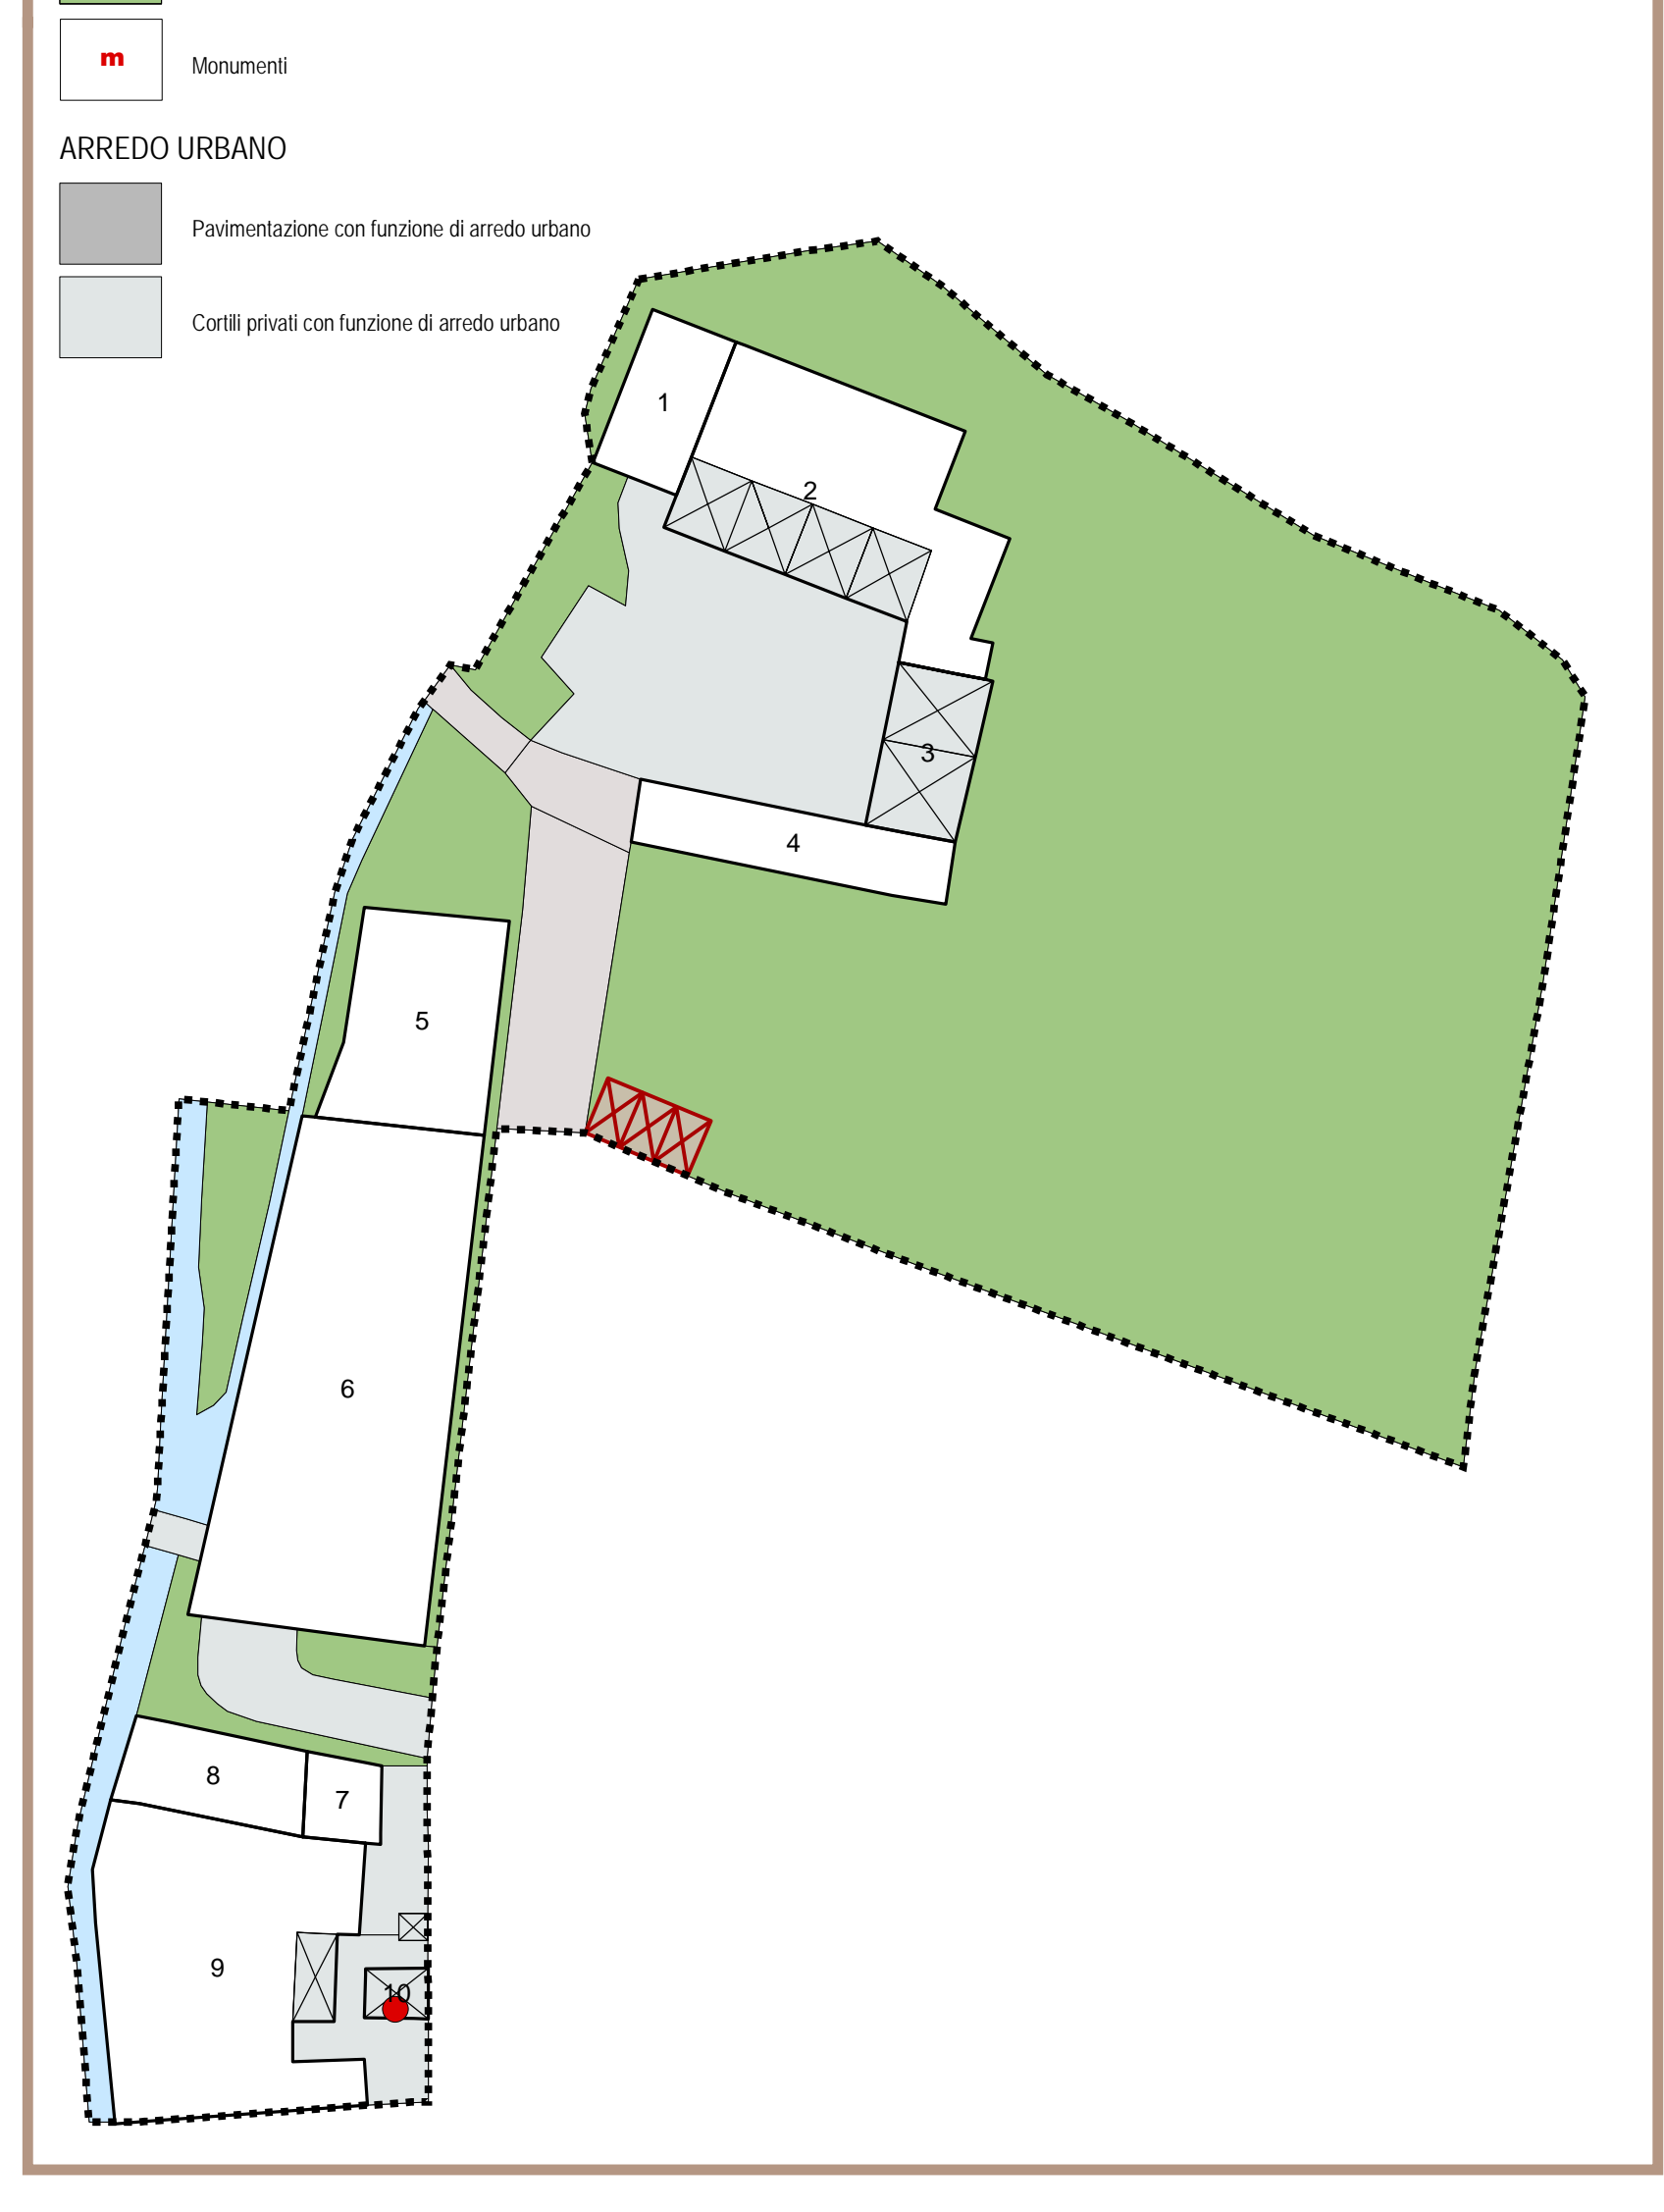 m
Monumenti
ARREDO URBANO
Pavimentazione con funzione di arredo urbano
Cortili privati con funzione di arredo urbano
1
2
3
4
5
6
8
7
9
10